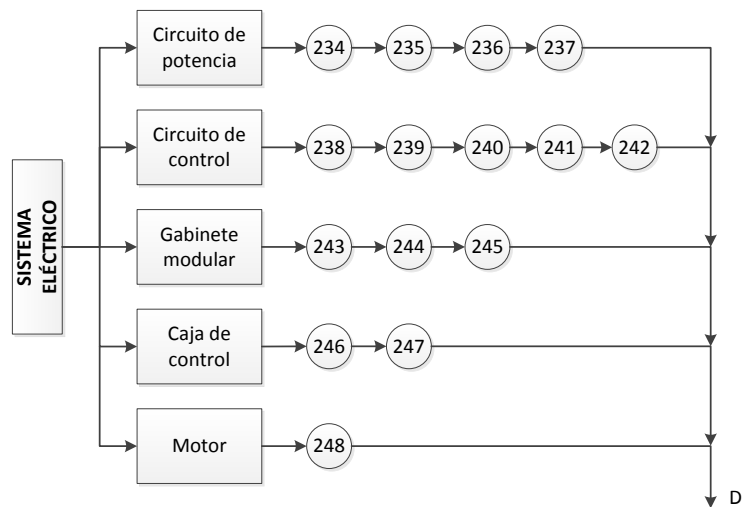 Circuito de
potencia
234
235
236
237
Circuito de
control
238
239
240
241
242
SISTEMA
ELÉCTRICO
Gabinete
modular
243
244
245
Caja de
control
246
247
Motor
248
D